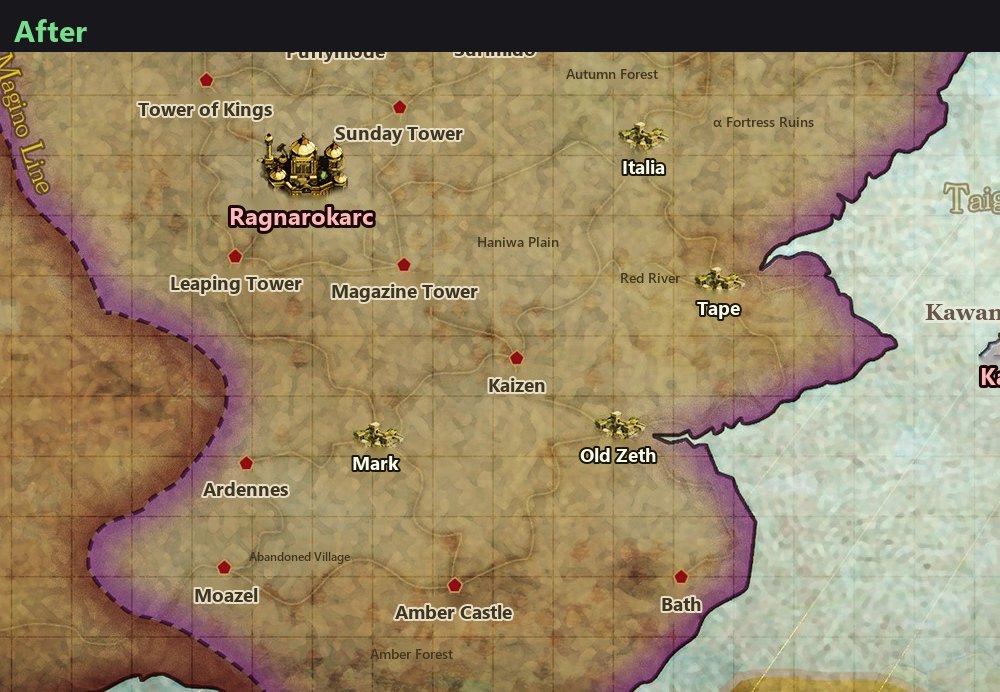 After
Autumn Forest
Magino Line
Tower of Kings
α Fortress Ruins
Sunday Tower
Italia
Ragnarokarc
Haniwa Plain
Leaping Tower
Red River
Magazine Tower
Tape
Kaizen
Old Zeth
Mark
Ardennes
Abandoned Village
Moazel
Bath
Amber Castle
Amber Forest